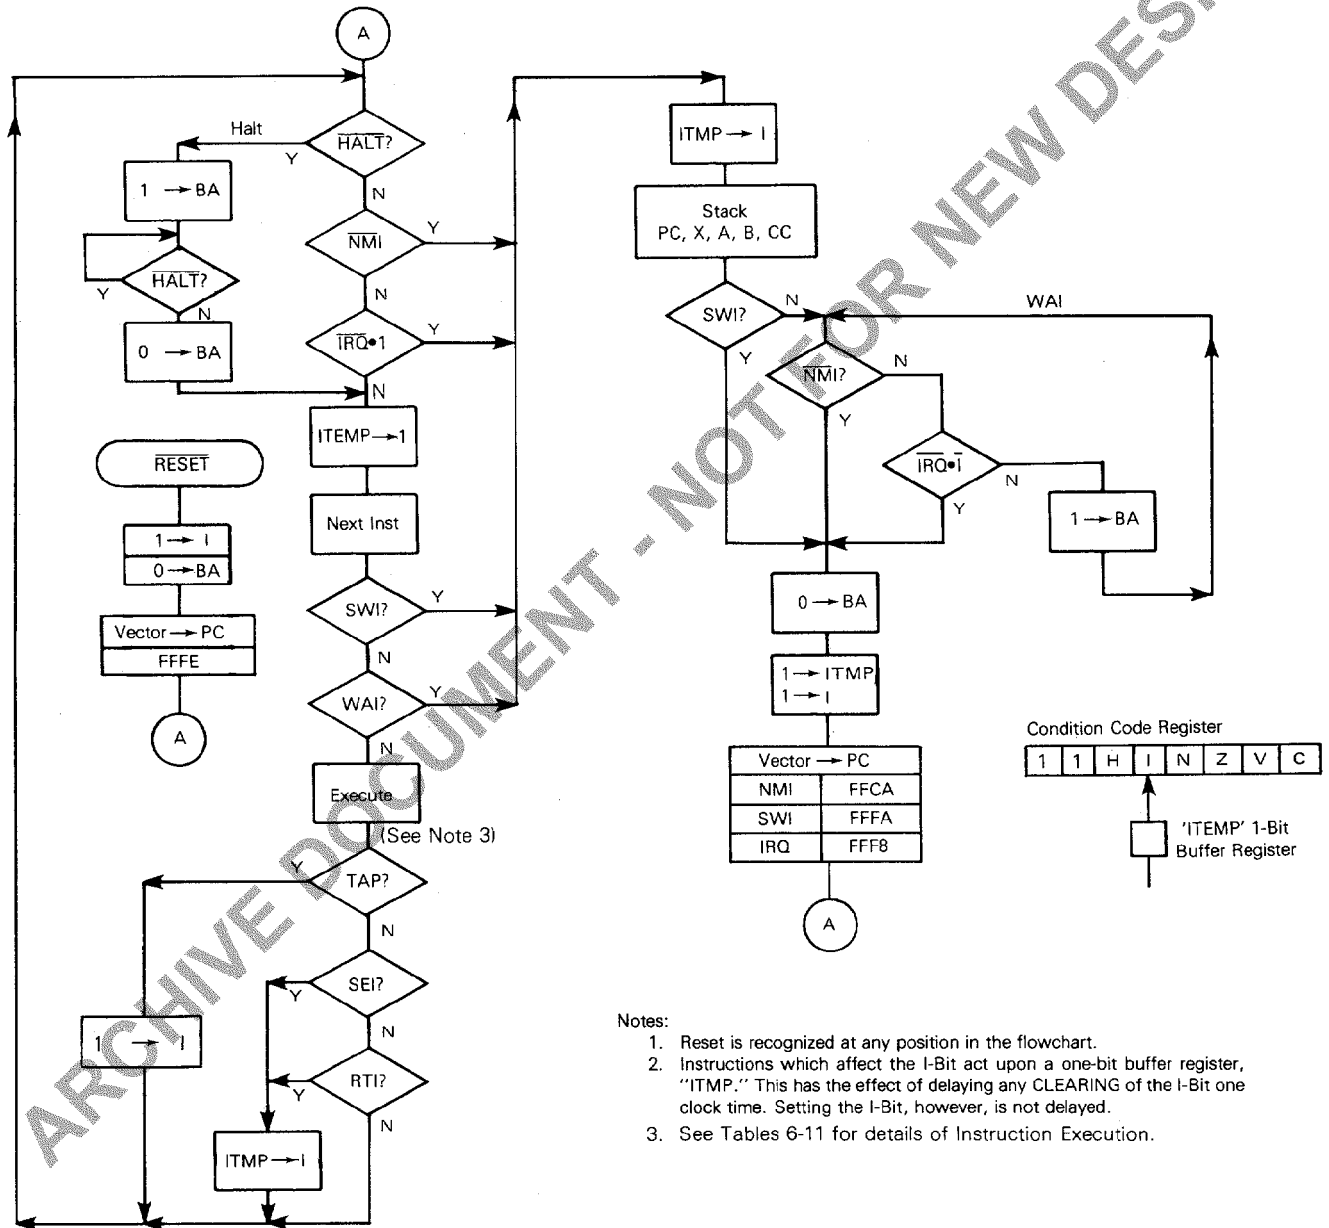 A
Halt
Y
HALT?
N
1 → BA
NMI
Y
N
HALT?
Y
N
0 → BA
IRQ•1
Y
N
ITEMP→1
RESET
Next Inst
1 → I
0 → BA
SWI?
Y
N
Vector → PC
FFFE
A
WAI?
Y
N
Execute
(See Note 3)
TAP?
Y
N
SEI?
Y
N
1 → I
RTI?
Y
N
ITMP → I
ITMP → I
Stack
PC, X, A, B, CC
SWI?
N
Y
WAI
NMI?
N
Y
IRQ•I
N
Y
1 → BA
0 → BA
1 → ITMP
1 → I
Vector → PC
NMI FFCA
SWI FFFA
IRQ FFF8
A
Condition Code Register
1 1 H I N Z V C
'ITEMP' 1-Bit
Buffer Register
Notes:
1. Reset is recognized at any position in the flowchart.
2. Instructions which affect the I-Bit act upon a one-bit buffer register,
"ITMP." This has the effect of delaying any CLEARING of the I-Bit one
clock time. Setting the I-Bit, however, is not delayed.
3. See Tables 6-11 for details of Instruction Execution.
ARCHIVE DOCUMENT - NOT FOR NEW